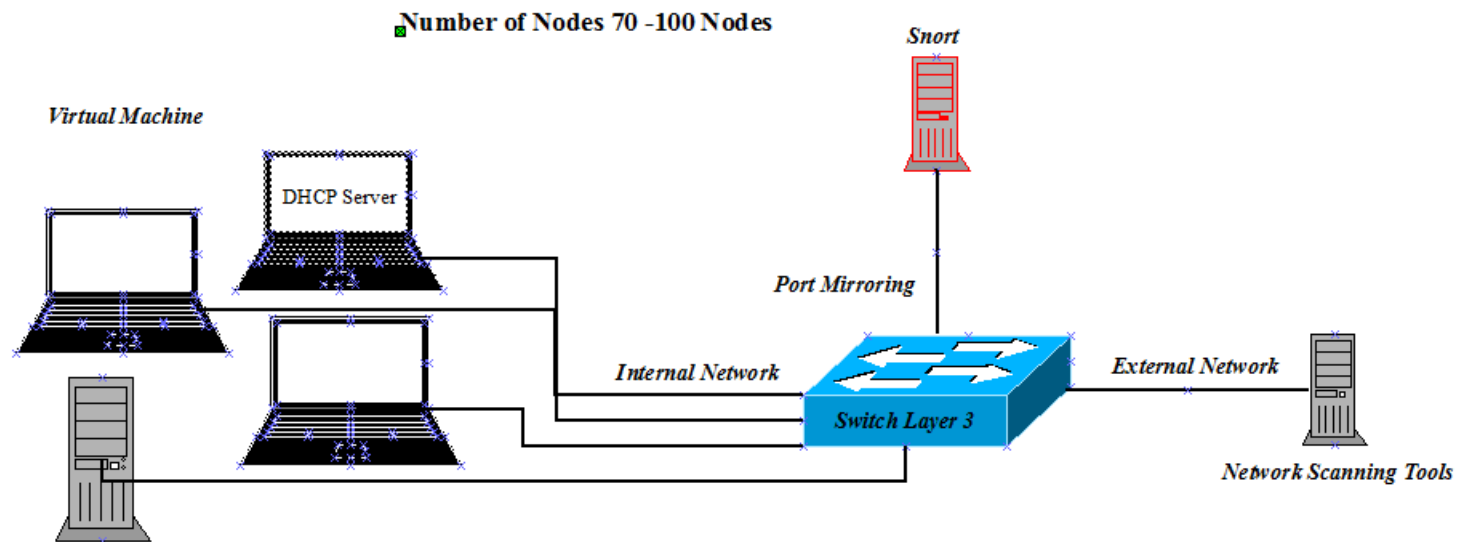 Number of Nodes 70 -100 Nodes
Snort
Virtual Machine
DHCP Server
Port Mirroring
Internal Network
External Network
Switch Layer 3
Network Scanning Tools